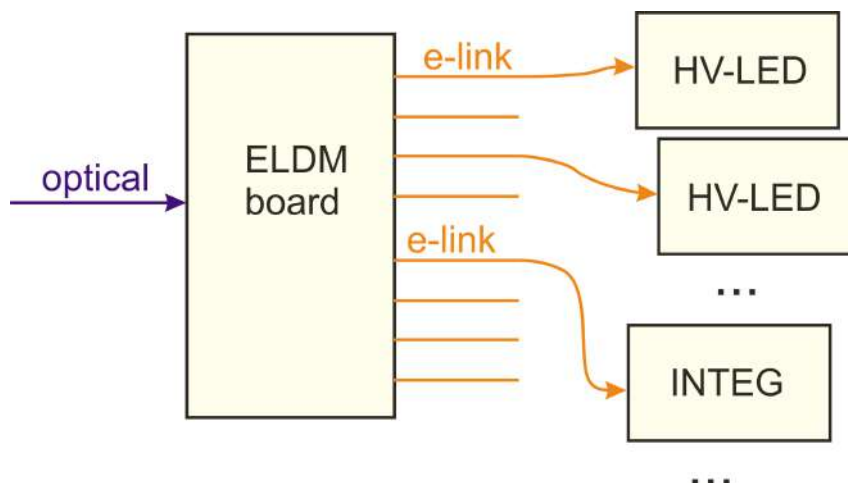 e-link
HV-LED
optical
ELDM
board
HV-LED
e-link
...
INTEG
...